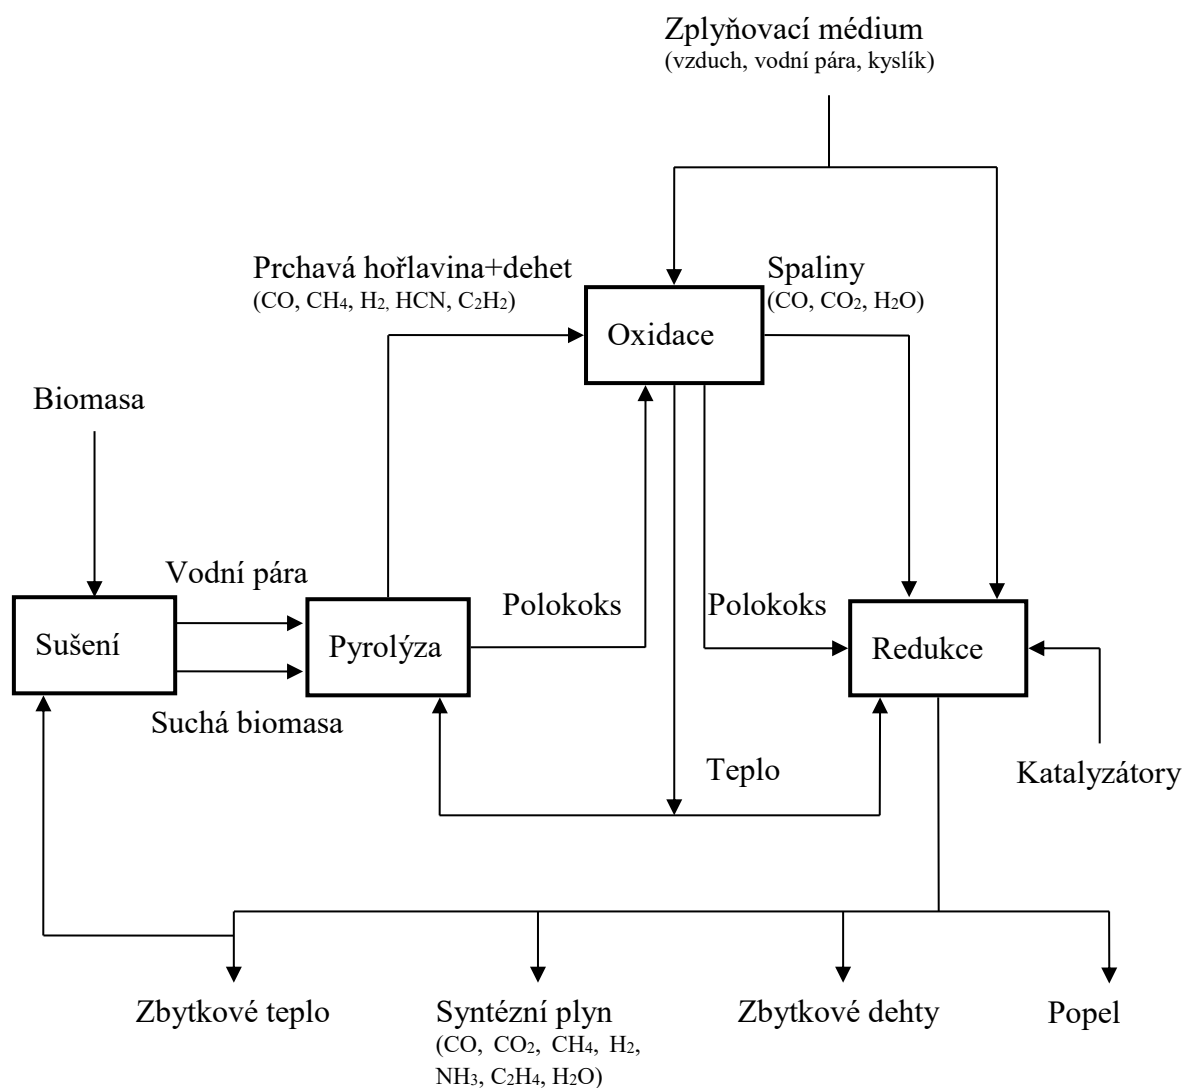 Zplyňovací médium
(vzduch, vodní pára, kyslík)
Prchavá hořlavina+dehet
(CO, CH₄, H₂, HCN, C₂H₂)
Spaliny
(CO, CO₂, H₂O)
Oxidace
Biomasa
Vodní pára
Polokoks
Polokoks
Sušení
Pyrolýza
Redukce
Suchá biomasa
Teplo
Katalyzátory
Zbytkové teplo
Syntézní plyn
(CO, CO₂, CH₄, H₂,
NH₃, C₂H₄, H₂O)
Zbytkové dehty
Popel